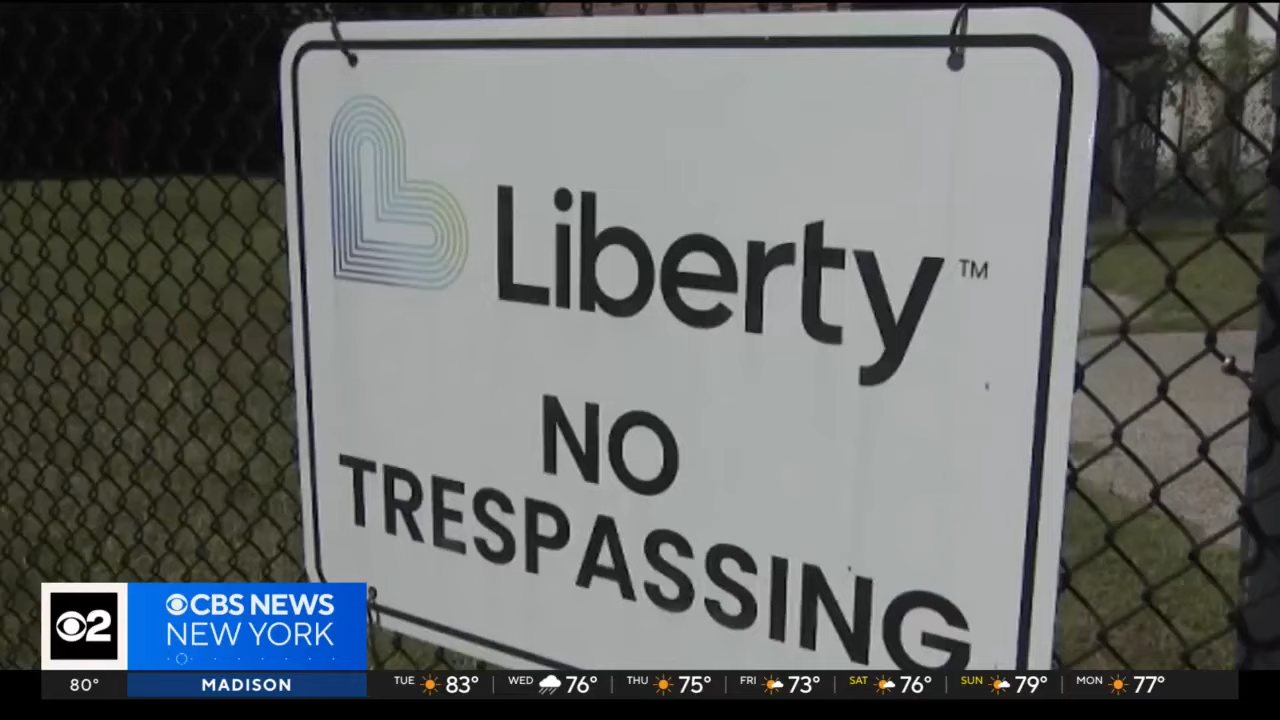 Liberty™
NO
TRESPASSING
2
CBS NEWS
NEW YORK
80° MADISON TUE 83° WED 76° THU 75° FRI 73° SAT 76° SUN 79° MON 77°